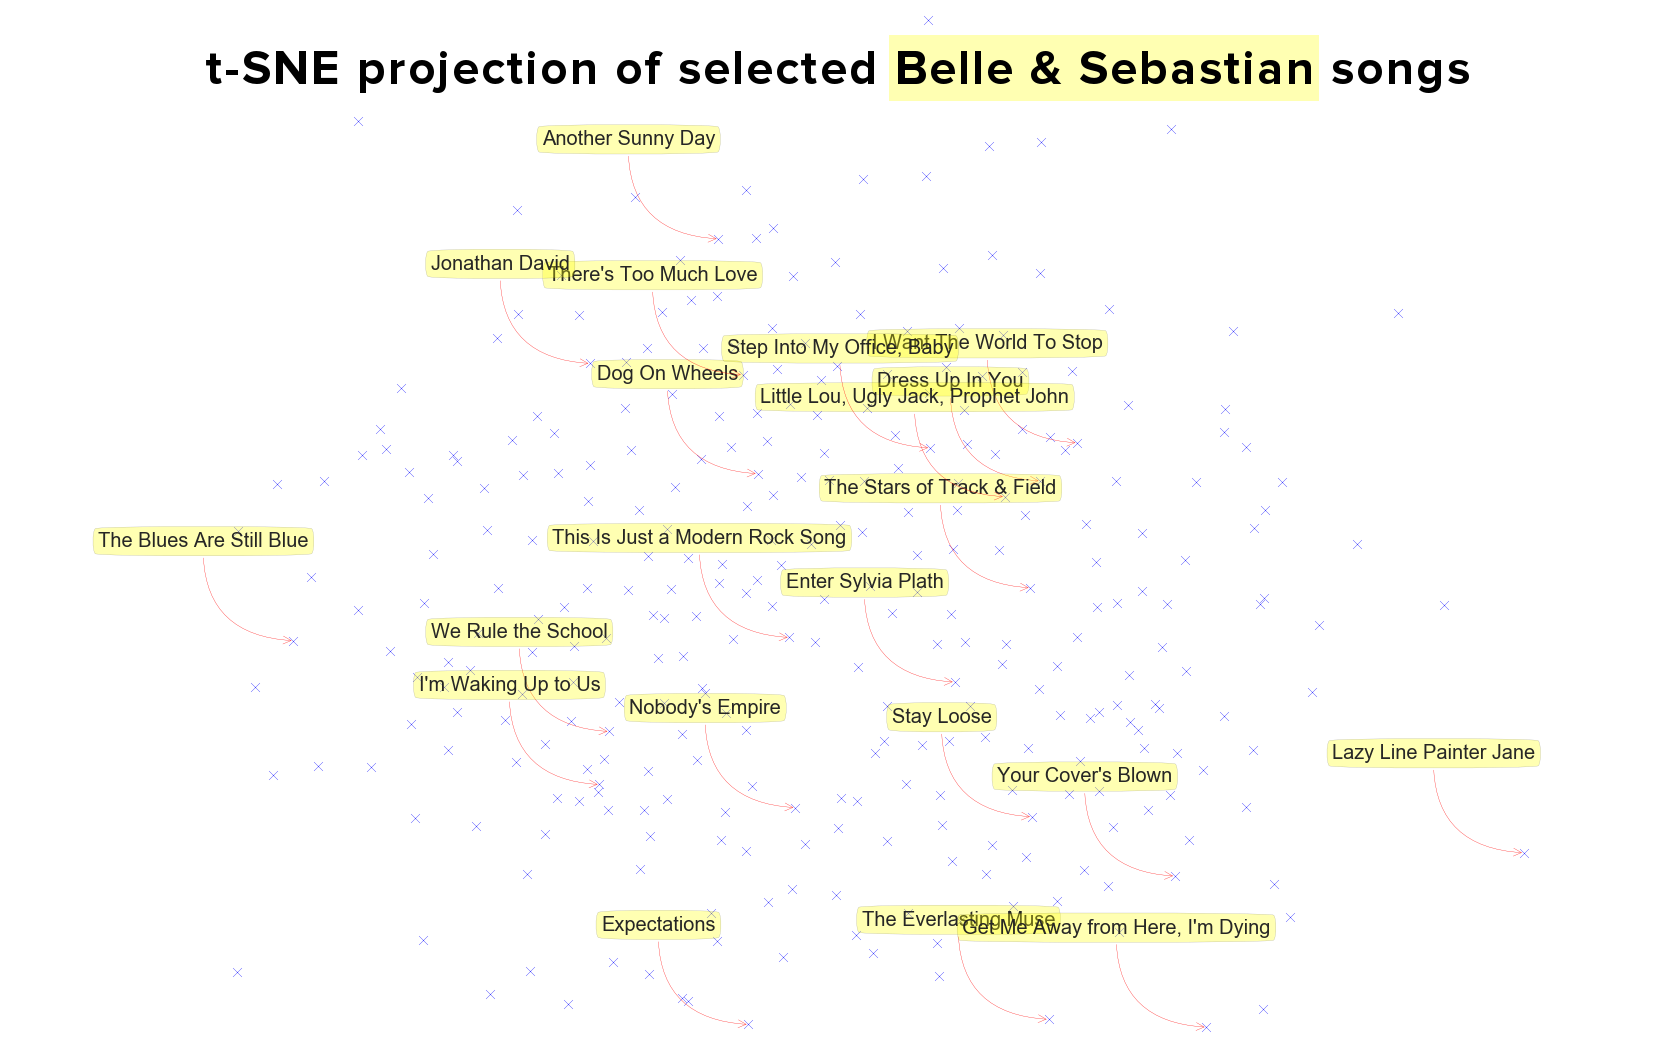 t-SNE projection of selected Belle & Sebastian songs
Another Sunny Day
Jonathan David
There's Too Much Love
I Want The World To Stop
Step Into My Office, Baby
Dog On Wheels
Dress Up In You
Little Lou, Ugly Jack, Prophet John
The Stars of Track & Field
The Blues Are Still Blue
This Is Just a Modern Rock Song
Enter Sylvia Plath
We Rule the School
I'm Waking Up to Us
Nobody's Empire
Stay Loose
Lazy Line Painter Jane
Your Cover's Blown
Expectations
The Everlasting Muse
Get Me Away from Here, I'm Dying